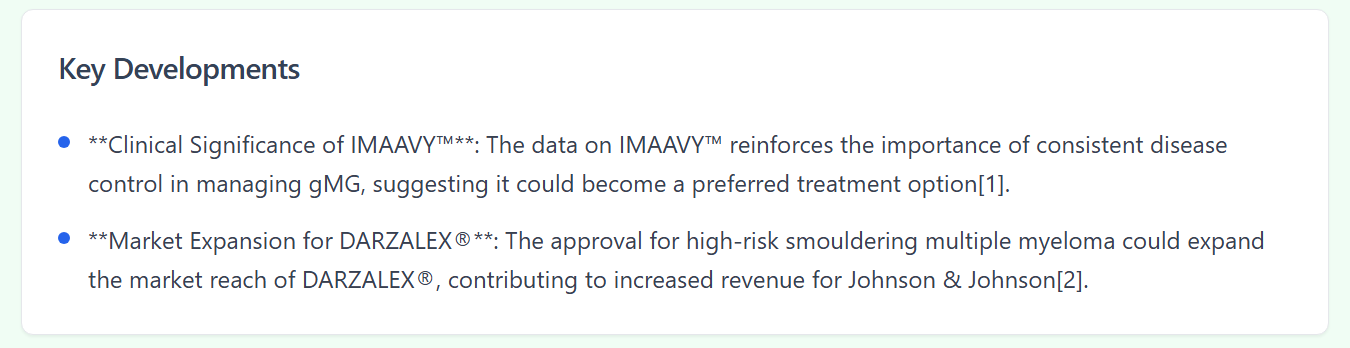 Key Developments
**Clinical Significance of IMAAVY™**: The data on IMAAVY™ reinforces the importance of consistent disease
control in managing gMG, suggesting it could become a preferred treatment option[1].
**Market Expansion for DARZALEX®**: The approval for high-risk smouldering multiple myeloma could expand
the market reach of DARZALEX®, contributing to increased revenue for Johnson & Johnson[2].